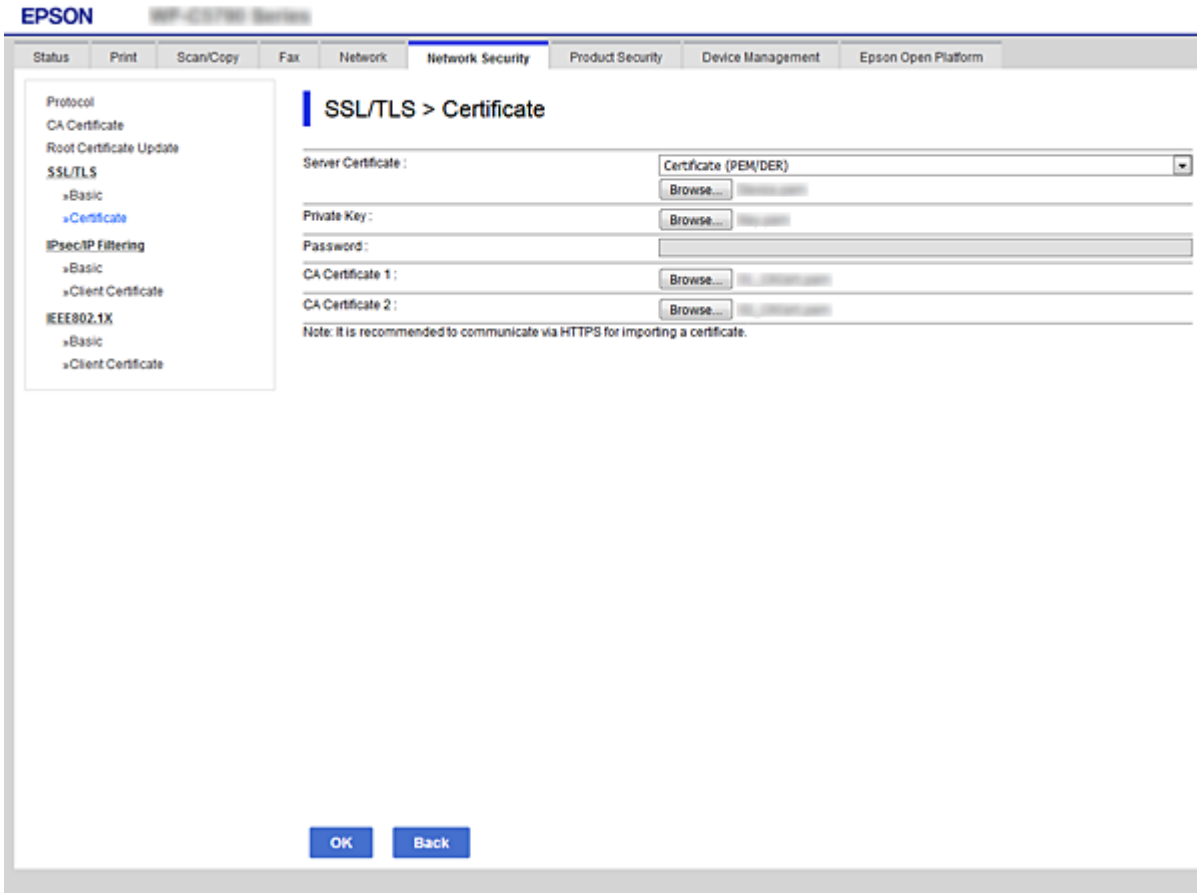 EPSON
Status Print Scan/Copy Fax Network Network Security Product Security Device Management Epson Open Platform
Protocol
CA Certificate
Root Certificate Update
SSL/TLS
»Basic
»Certificate
IPsec/IP Filtering
»Basic
»Client Certificate
IEEE802.1X
»Basic
»Client Certificate
SSL/TLS > Certificate
Server Certificate :
Certificate (PEM/DER)
Browse...
Private Key :
Browse...
Password :
CA Certificate 1 :
Browse...
CA Certificate 2 :
Browse...
Note: It is recommended to communicate via HTTPS for importing a certificate.
OK Back